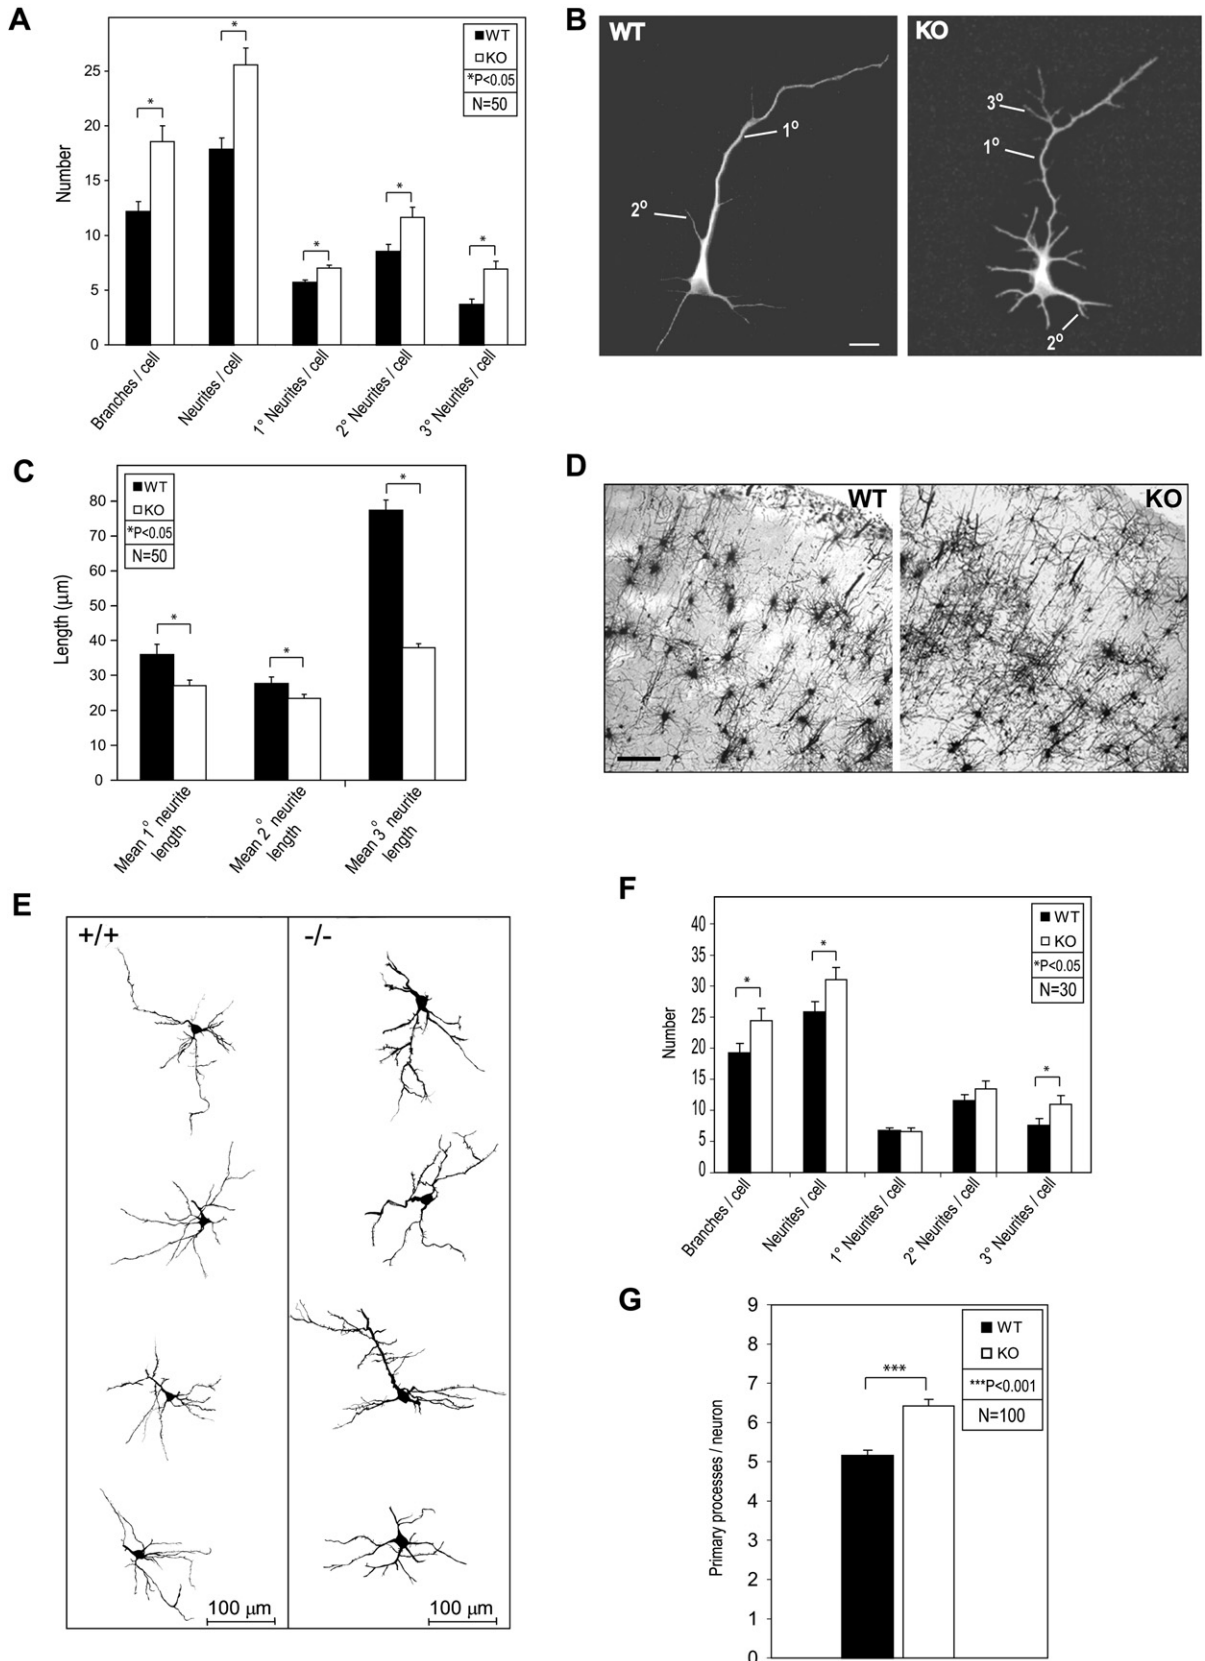 A
WT
KO
*P<0.05
N=50
Number
25
20
15
10
5
0
*
*
*
*
*
Branches / cell
Neurites / cell
1° Neurites / cell
2° Neurites / cell
3° Neurites / cell
B
WT
1°
2°
KO
3°
1°
2°
C
WT
KO
*P<0.05
N=50
Length (μm)
80
70
60
50
40
30
20
10
0
*
*
*
Mean 1° neurite
length
Mean 2° neurite
length
Mean 3° neurite
length
D
WT
KO
E
+/+
-/-
100 μm
100 μm
F
WT
KO
*P<0.05
N=30
Number
40
35
30
25
20
15
10
5
0
*
*
*
Branches / cell
Neurites / cell
1° Neurites / cell
2° Neurites / cell
3° Neurites / cell
G
WT
KO
***P<0.001
N=100
Primary processes / neuron
9
8
7
6
5
4
3
2
1
0
***